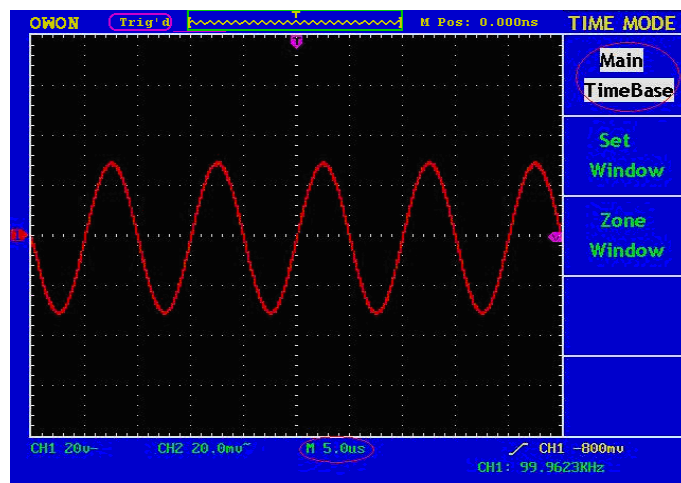 OWON Trig'd T M Pos: 0.000ns TIME MODE
T
Main
TimeBase
Set
Window
Zone
Window
1
CH1 20v~ CH2 20.0mv~ M 5.0us CH1 -800mv
CH1: 99.9623KHz